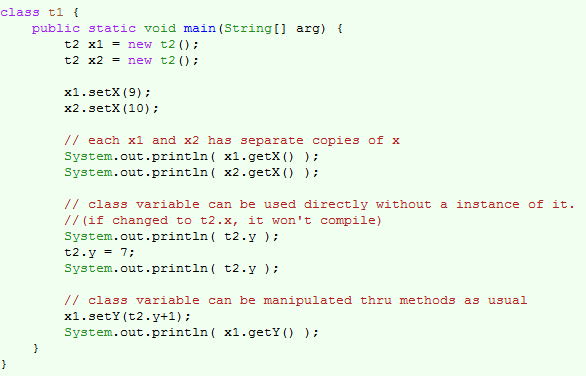 class t1 {
    public static void main(String[] arg) {
        t2 x1 = new t2();
        t2 x2 = new t2();

        x1.setX(9);
        x2.setX(10);

        // each x1 and x2 has separate copies of x
        System.out.println( x1.getX() );
        System.out.println( x2.getX() );

        // class variable can be used directly without a instance of it.
        //(if changed to t2.x, it won't compile)
        System.out.println( t2.y );
        t2.y = 7;
        System.out.println( t2.y );

        // class variable can be manipulated thru methods as usual
        x1.setY(t2.y+1);
        System.out.println( x1.getY() );
    }
}